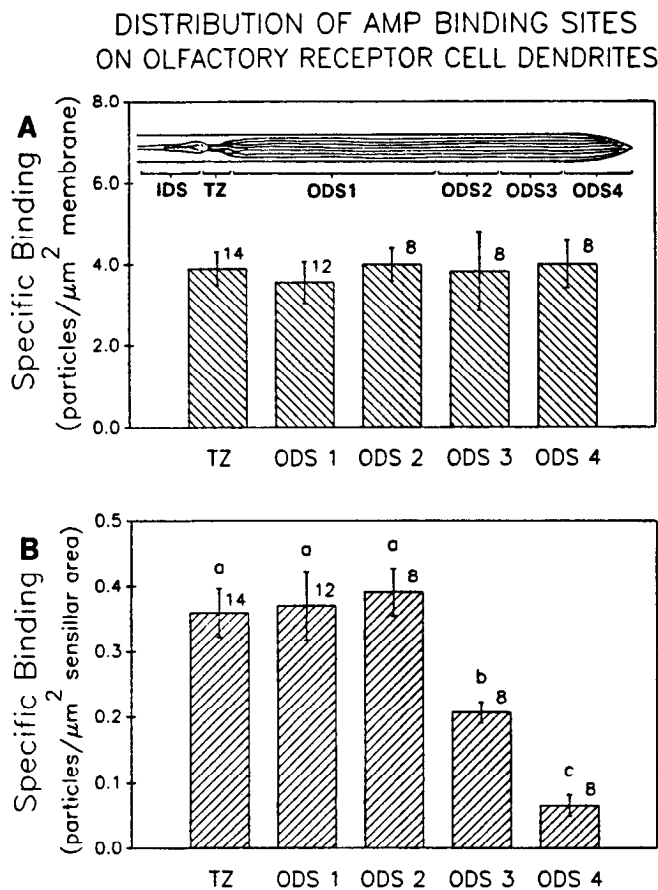 DISTRIBUTION OF AMP BINDING SITES
ON OLFACTORY RECEPTOR CELL DENDRITES
A
Specific Binding
(particles/μm² membrane)
8.0
6.0
4.0
2.0
0.0
IDS TZ ODS1 ODS2 ODS3 ODS4
14 12 8 8 8
TZ ODS 1 ODS 2 ODS 3 ODS 4
B
Specific Binding
(particles/μm² sensillar area)
0.5
0.4
0.3
0.2
0.1
0.0
a a a b c
14 12 8 8 8
TZ ODS 1 ODS 2 ODS 3 ODS 4